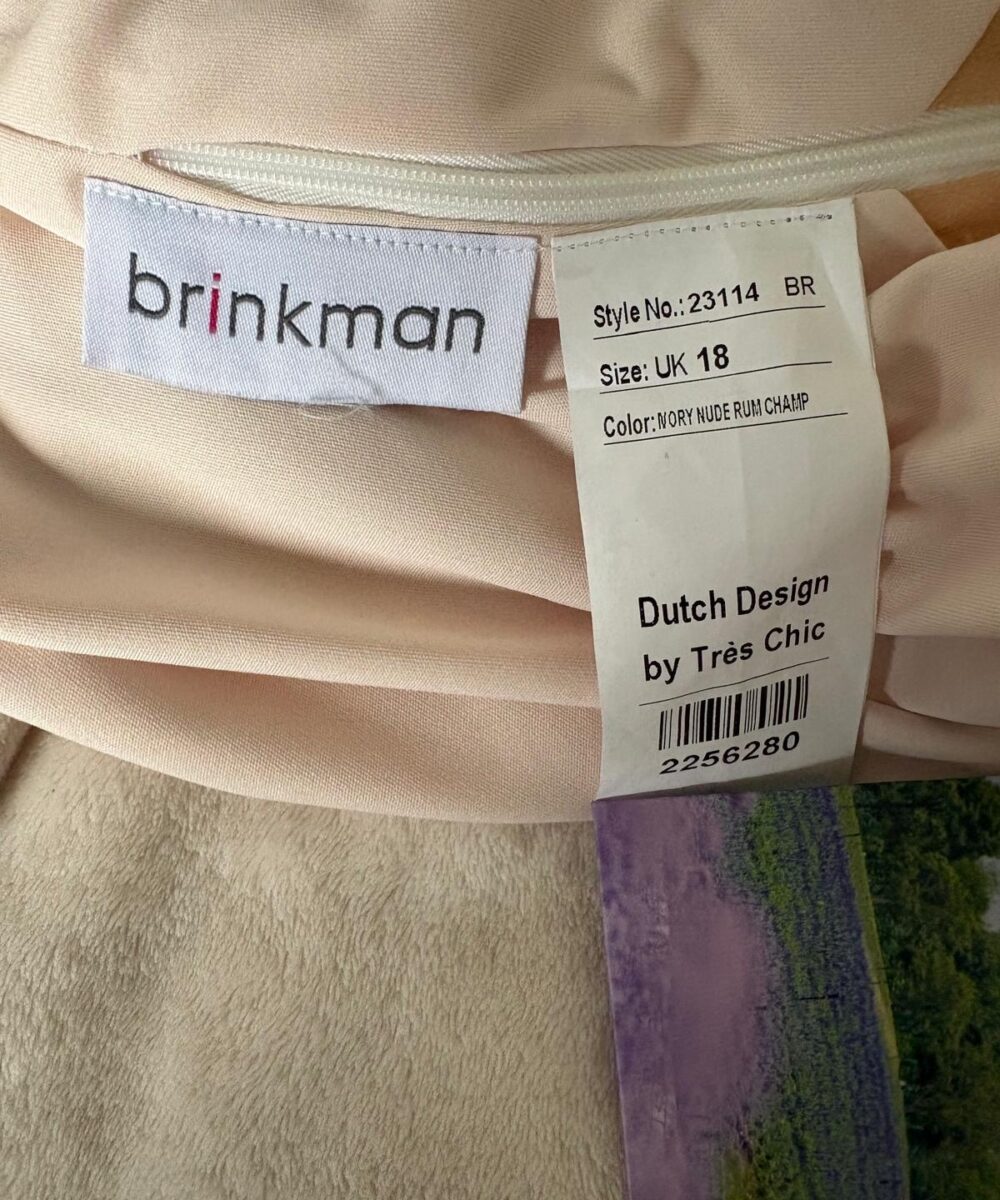 brinkman
Style No.: 23114 BR
Size: UK 18
Color: IVORY NUDE RUM CHAMP
Dutch Design
by Très Chic
2256280